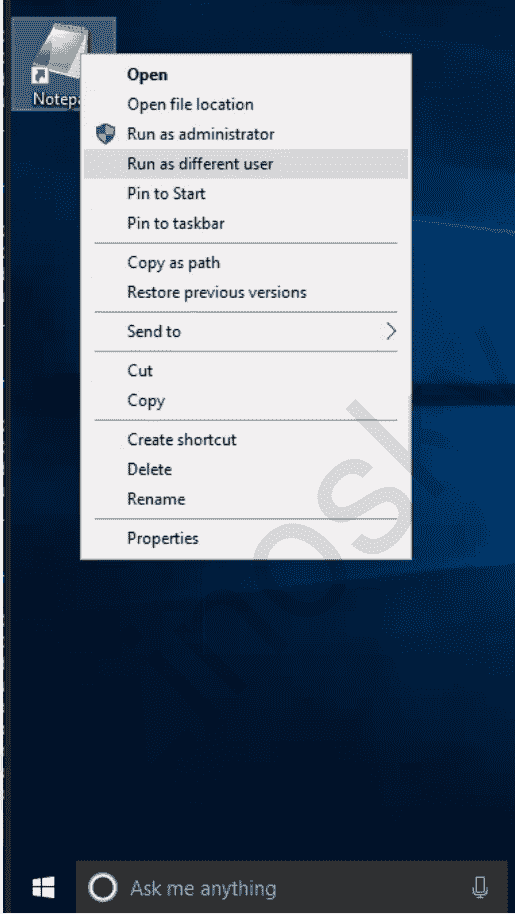 Notepa
Open
Open file location
Run as administrator
Run as different user
Pin to Start
Pin to taskbar
Copy as path
Restore previous versions
Send to
Cut
Copy
Create shortcut
Delete
Rename
Properties
Ask me anything